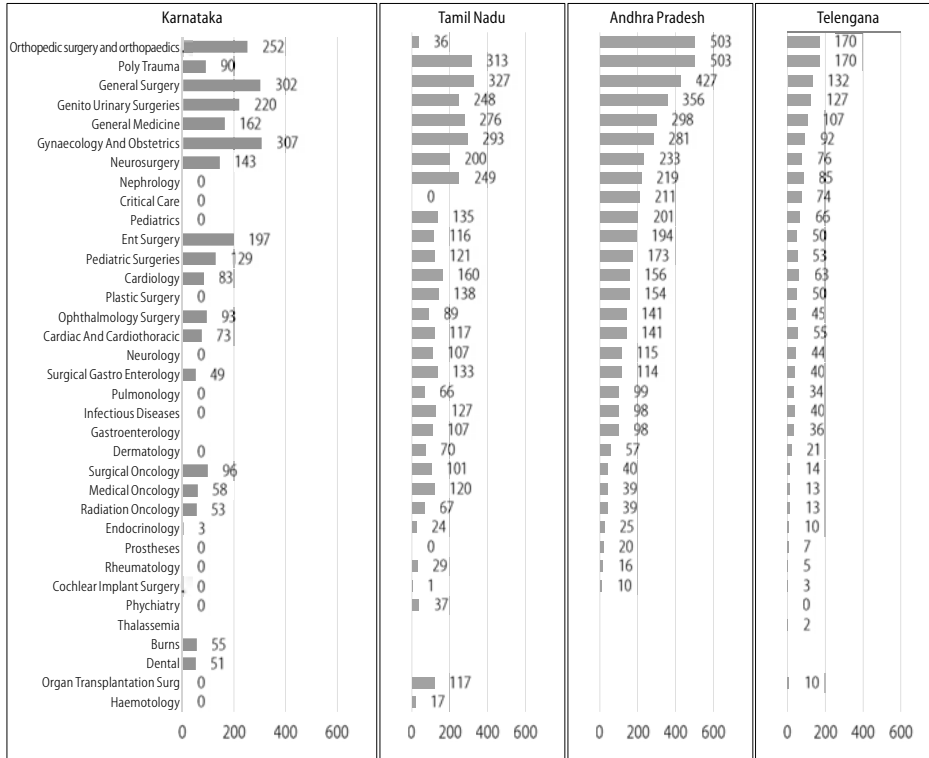 Karnataka Tamil Nadu Andhra Pradesh Telengana
Orthopedic surgery and orthopaedics 252 36 503 170
Poly Trauma 90 313 503 170
General Surgery 302 327 427 132
Genito Urinary Surgeries 220 248 356 127
General Medicine 162 276 298 107
Gynaecology And Obstetrics 307 293 281 92
Neurosurgery 143 200 233 76
Nephrology 0 249 219 85
Critical Care 0 0 211 74
Pediatrics 0 135 201 66
Ent Surgery 197 116 194 50
Pediatric Surgeries 129 121 173 53
Cardiology 83 160 156 63
Plastic Surgery 0 138 154 50
Ophthalmology Surgery 93 89 141 45
Cardiac And Cardiothoracic 73 117 141 55
Neurology 0 107 115 44
Surgical Gastro Enterology 49 133 114 40
Pulmonology 0 66 99 34
Infectious Diseases 0 127 98 40
Gastroenterology 107 98 36
Dermatology 0 70 57 21
Surgical Oncology 96 101 40 14
Medical Oncology 58 120 39 13
Radiation Oncology 53 67 39 13
Endocrinology 3 24 25 10
Prostheses 0 0 20 7
Rheumatology 0 29 16 5
Cochlear Implant Surgery 0 1 10 3
Phychiatry 0 37 0
Thalassemia 2
Burns 55
Dental 51
Organ Transplantation Surg 0 117 10
Haemotology 0 17
0 200 400 600 0 200 400 600 0 200 400 600 0 200 400 600